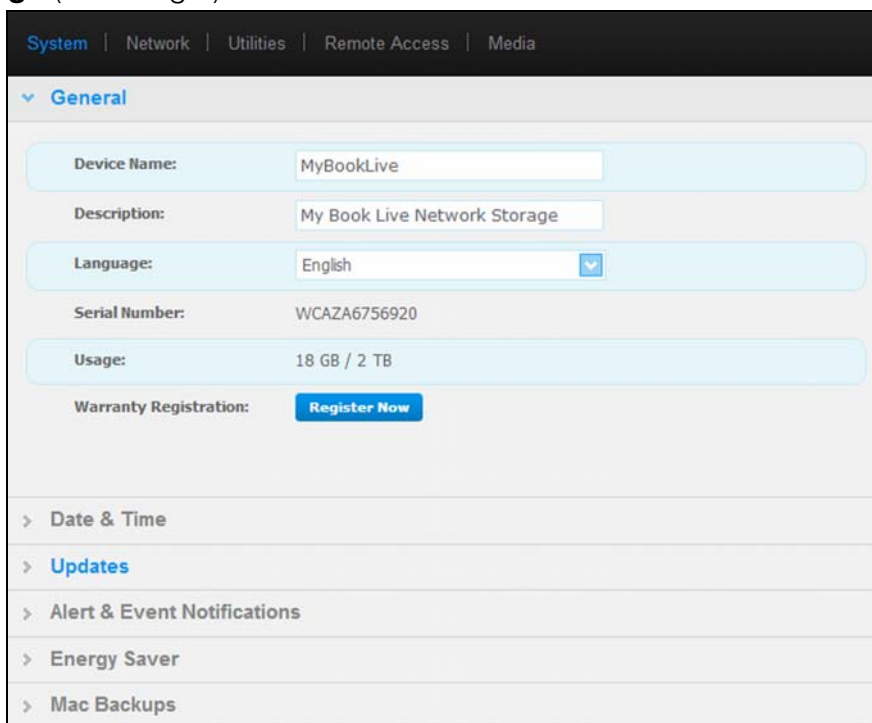 System | Network | Utilities | Remote Access | Media
General
Device Name: MyBookLive
Description: My Book Live Network Storage
Language: English
Serial Number: WCAZA6756920
Usage: 18 GB / 2 TB
Warranty Registration: Register Now
Date & Time
Updates
Alert & Event Notifications
Energy Saver
Mac Backups